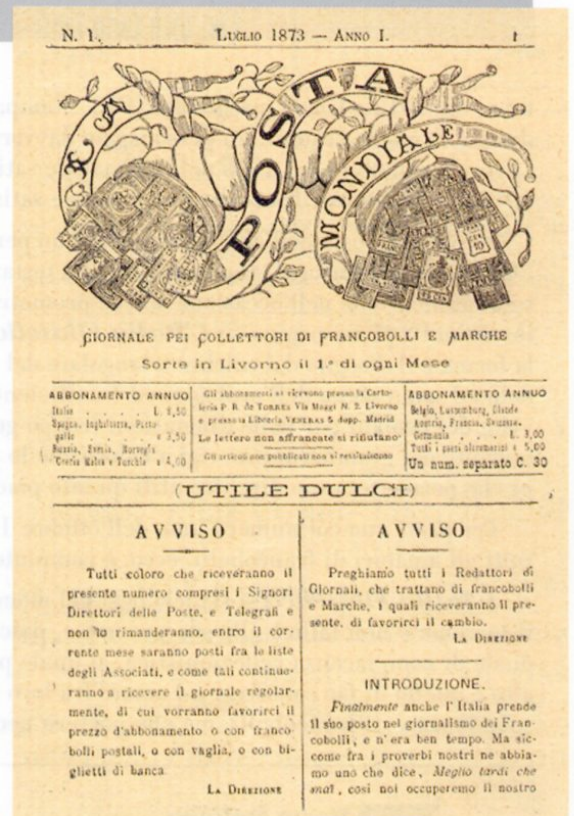 N. 1.
LUGLIO 1873 — ANNO I.
LA POSTA MONDIALE
GIORNALE PEI COLLETTORI DI FRANCOBOLLI E MARCHE
Sorte in Livorno il 1.° di ogni Mese
ABBONAMENTO ANNUO
Italia . . . . . L.
Spagna, Inghilterra, Porto-
gallo . . . . « 3,50
Russia, Svezia, Norvegia
Grecia Malta e Turchia « 4,00
Gli abbonamenti si ricevono presso la Carto-
leria P. R. de TORRES Via Maggi N. 2. Livorno
e presso la Libreria VENERAS 5 dupp. Madrid
Le lettere non affrancate si rifiutano
Gli articoli non pubblicati non si restituiscono
ABBONAMENTO ANNUO
Belgio, Lussemburg, Olanda
Austria, Francia, Svizzera,
Germania . . . . L. 3,00
Tutti i paesi oltremarini « 5,00
Un num. separato C. 30
(UTILE DULCI)
AVVISO
Tutti coloro che riceveranno il
presente numero compresi i Signori
Direttori delle Poste, e Telegrafi e
non lo rimanderanno, entro il cor-
rente mese saranno posti fra le liste
degli Associati, e come tali continue-
ranno a ricevere il giornale regolar-
mente, di cui vorranno favorirci il
prezzo d'abbonamento o con franco-
bolli postali, o con vaglia, o con bi-
glietti di banca
LA DIREZIONE
AVVISO
Preghiamo tutti i Redattori di
Giornali, che trattano di francobolli
e Marche, i quali riceveranno il pre-
sente, di favorirci il cambio.
LA DIREZIONE
INTRODUZIONE.
Finalmente anche l'Italia prende
il suo posto nel giornalismo dei Fran-
cobolli, e n'era ben tempo. Ma sic-
come fra i proverbi nostri ne abbia-
mo uno che dice, Meglio tardi che
mai, così noi occuperemo il nostro